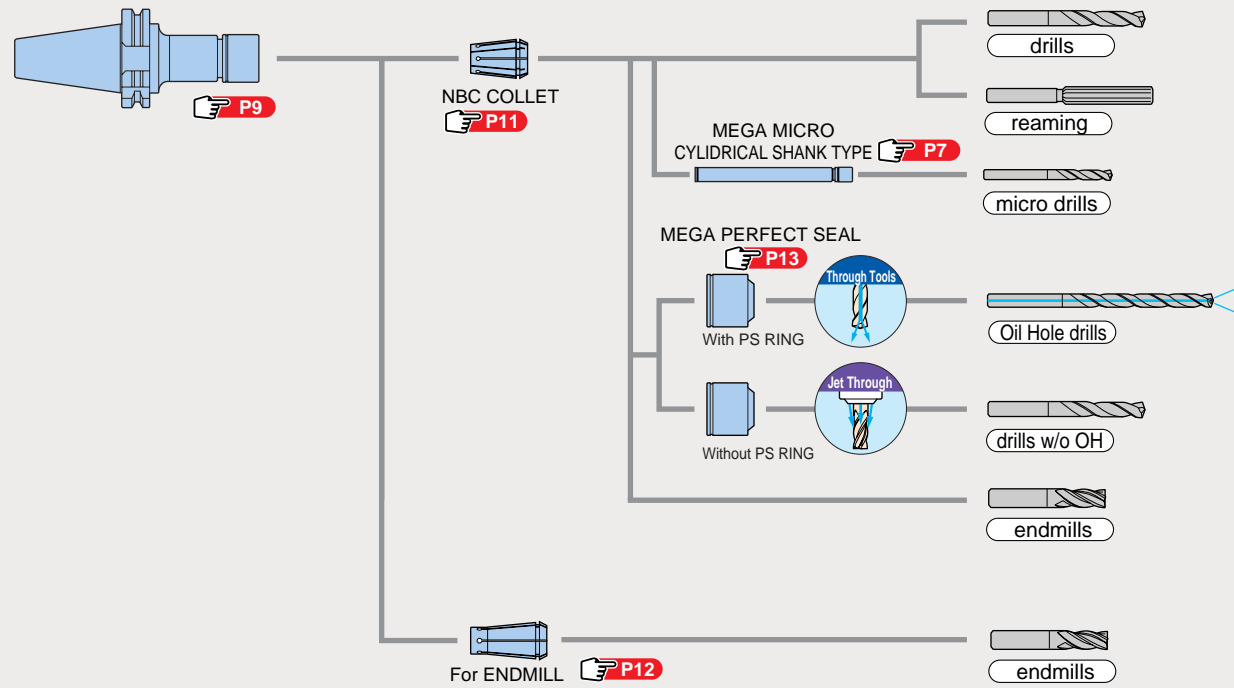 P9
NBC COLLET
P11
drills
reaming
MEGA MICRO
CYLIDRICAL SHANK TYPE P7
micro drills
MEGA PERFECT SEAL
P13
With PS RING
Through Tools
Oil Hole drills
Without PS RING
Jet Through
drills w/o OH
endmills
For ENDMILL P12
endmills